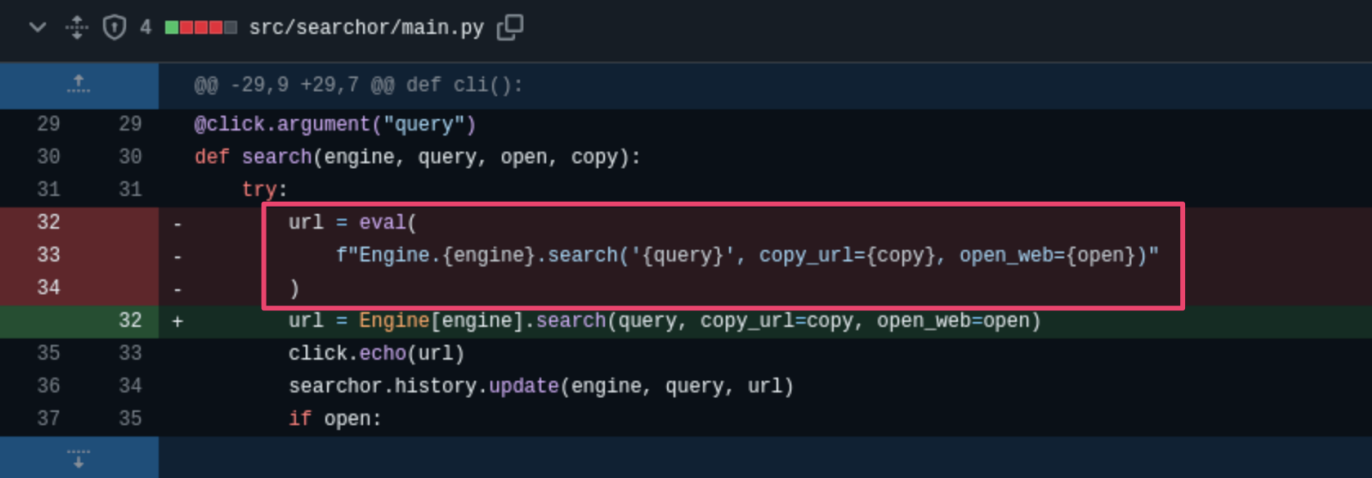 4 src/searchor/main.py
@@ -29,9 +29,7 @@ def cli():
29 29 @click.argument("query")
30 30 def search(engine, query, open, copy):
31 31 try:
32 - url = eval(
33 - f"Engine.{engine}.search('{query}', copy_url={copy}, open_web={open})"
34 - )
32 + url = Engine[engine].search(query, copy_url=copy, open_web=open)
35 33 click.echo(url)
36 34 searchor.history.update(engine, query, url)
37 35 if open: